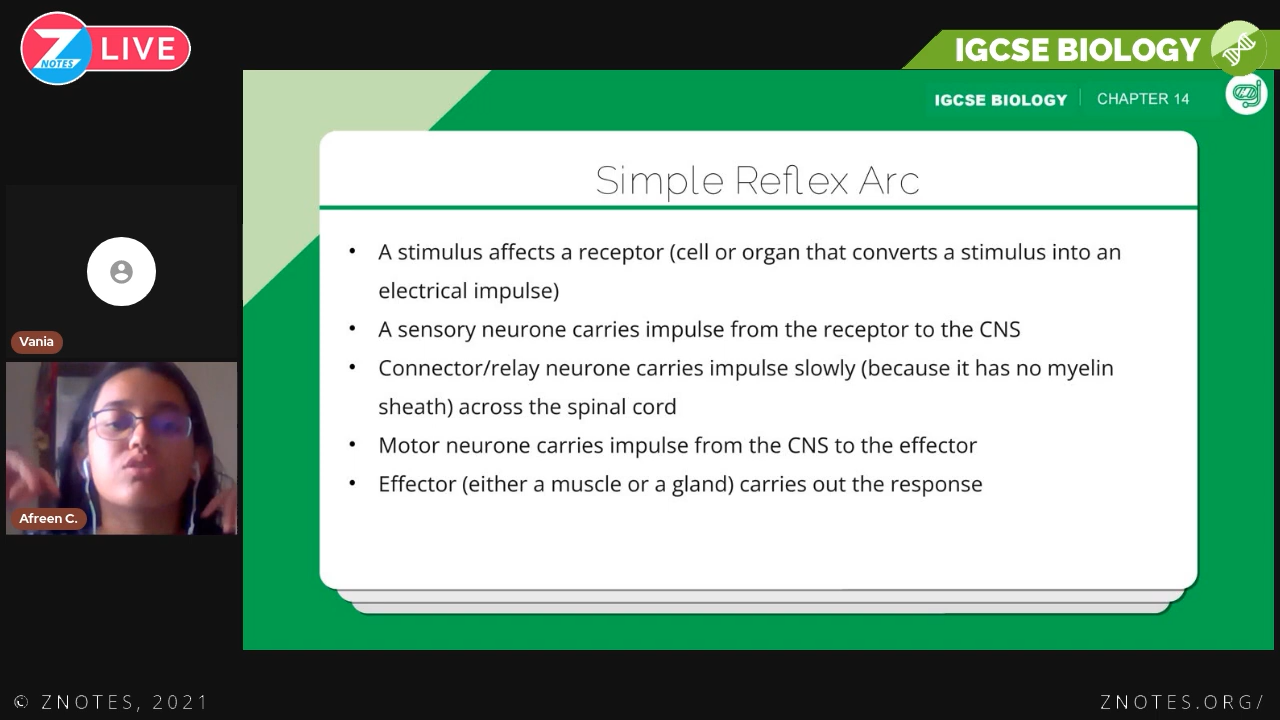 Z NOTES LIVE
IGCSE BIOLOGY
IGCSE BIOLOGY | CHAPTER 14
Simple Reflex Arc
• A stimulus affects a receptor (cell or organ that converts a stimulus into an
electrical impulse)
• A sensory neurone carries impulse from the receptor to the CNS
• Connector/relay neurone carries impulse slowly (because it has no myelin
sheath) across the spinal cord
• Motor neurone carries impulse from the CNS to the effector
• Effector (either a muscle or a gland) carries out the response
Vania
Afreen C.
© ZNOTES, 2021
ZNOTES.ORG/